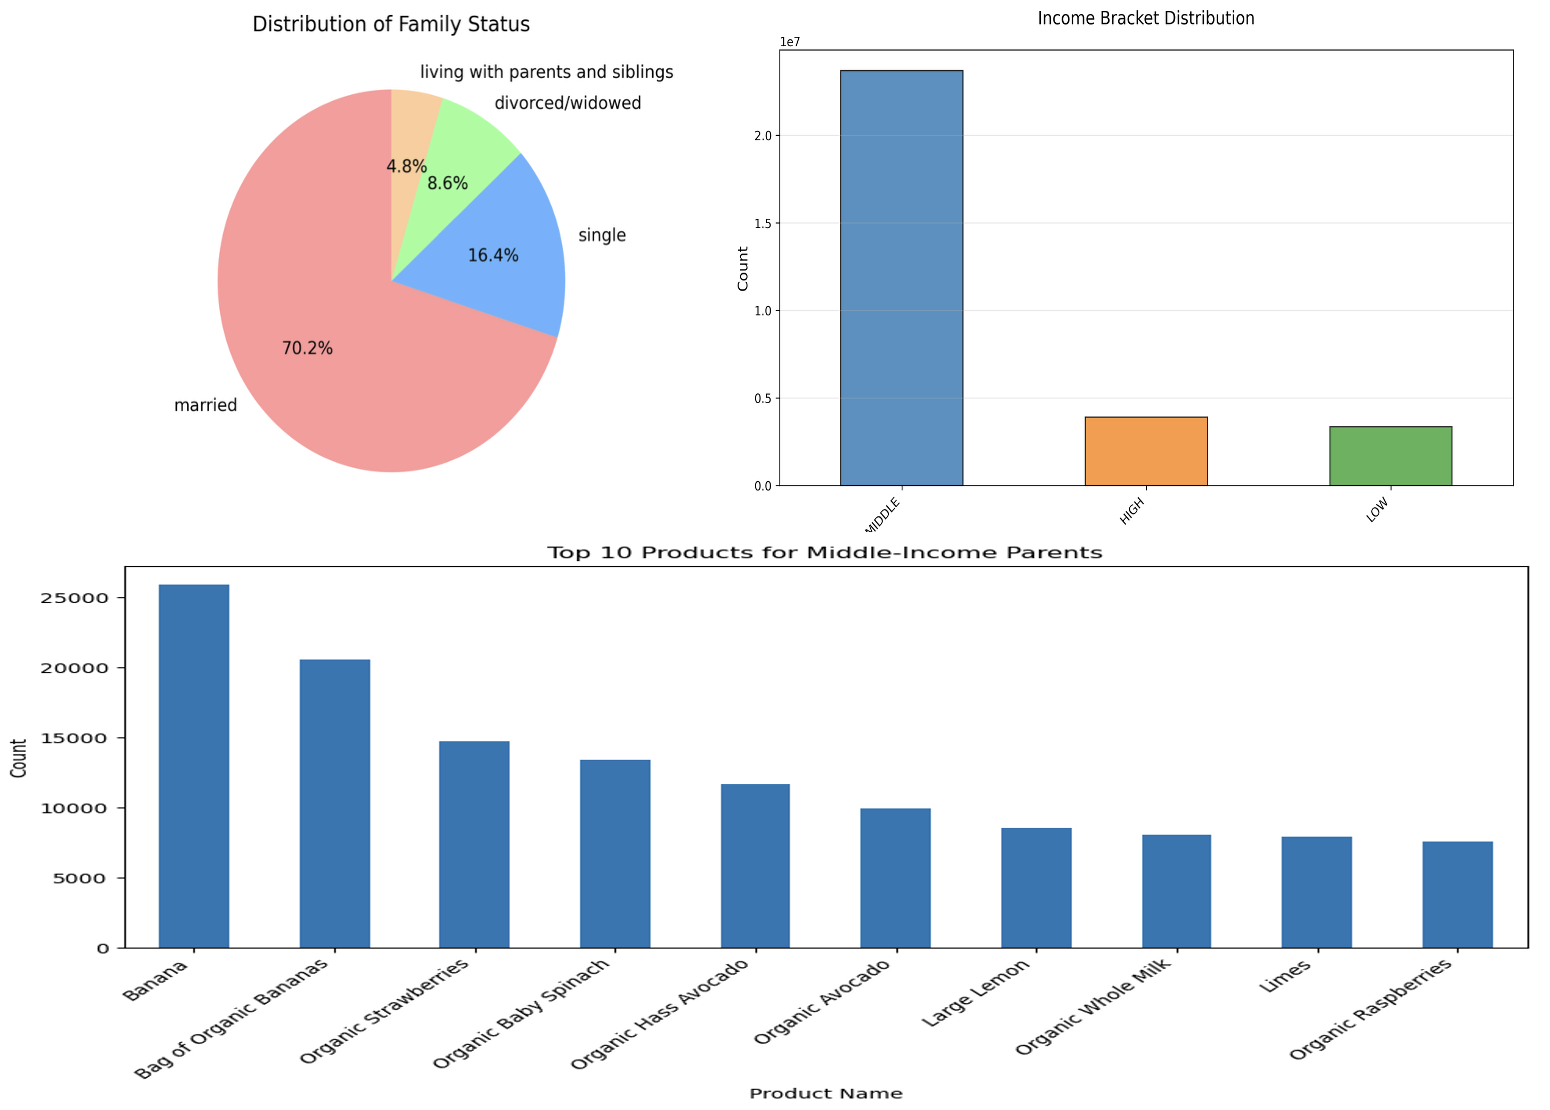 Distribution of Family Status
living with parents and siblings
divorced/widowed
4.8%
8.6%
single
16.4%
70.2%
married
Income Bracket Distribution
1e7
2.0
1.5
1.0
0.5
0.0
Count
MIDDLE
HIGH
LOW
Top 10 Products for Middle-Income Parents
25000
20000
15000
10000
5000
0
Count
Banana
Bag of Organic Bananas
Organic Strawberries
Organic Baby Spinach
Organic Hass Avocado
Organic Avocado
Large Lemon
Organic Whole Milk
Limes
Organic Raspberries
Product Name